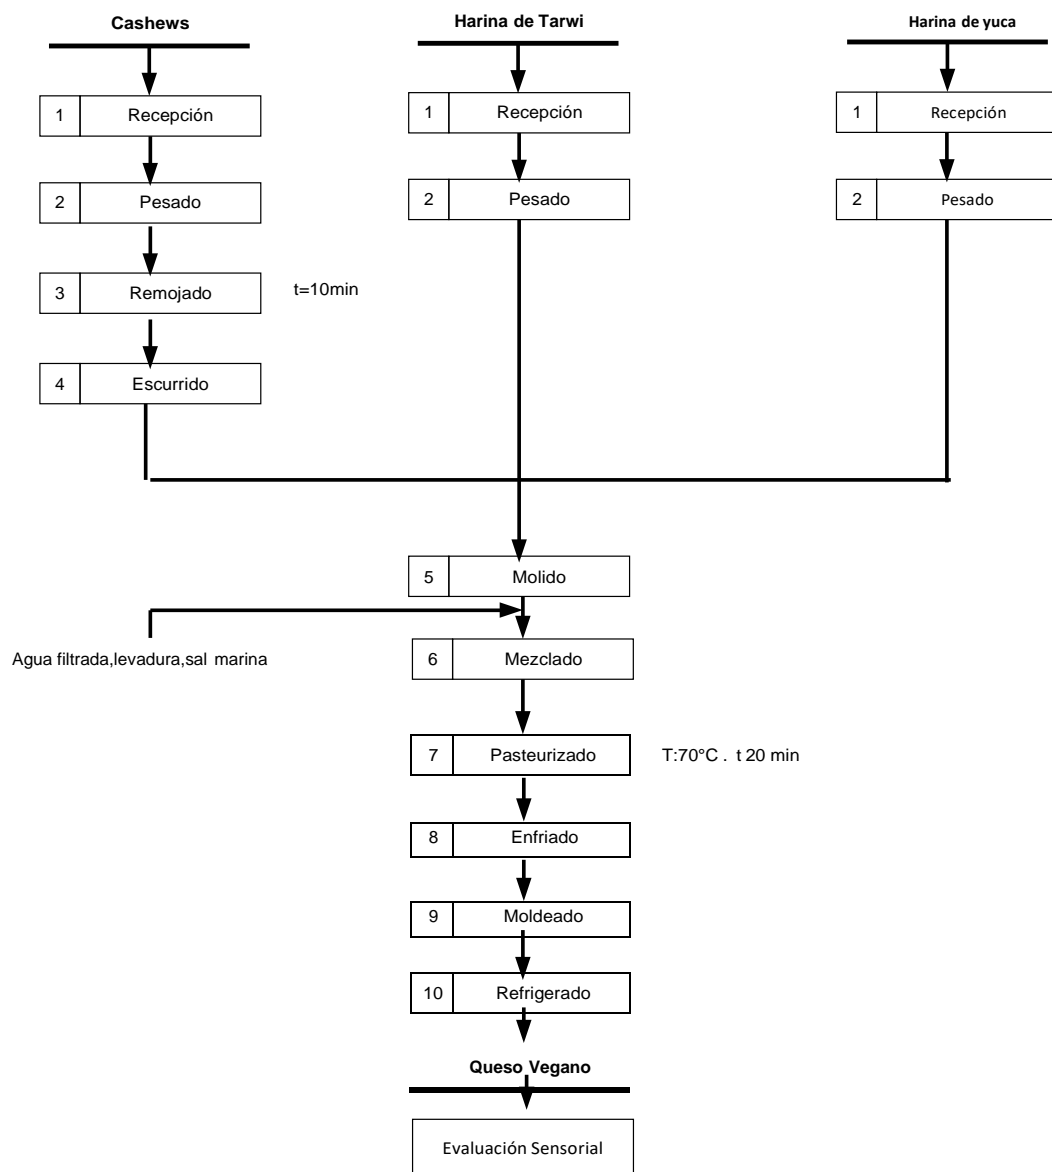 Cashews
Harina de Tarwi
Harina de yuca
1 Recepción
1 Recepción
1 Recepción
2 Pesado
2 Pesado
2 Pesado
3 Remojado
t=10min
4 Escurrido
5 Molido
Agua filtrada,levadura,sal marina
6 Mezclado
7 Pasteurizado
T:70°C . t 20 min
8 Enfriado
9 Moldeado
10 Refrigerado
Queso Vegano
Evaluación Sensorial